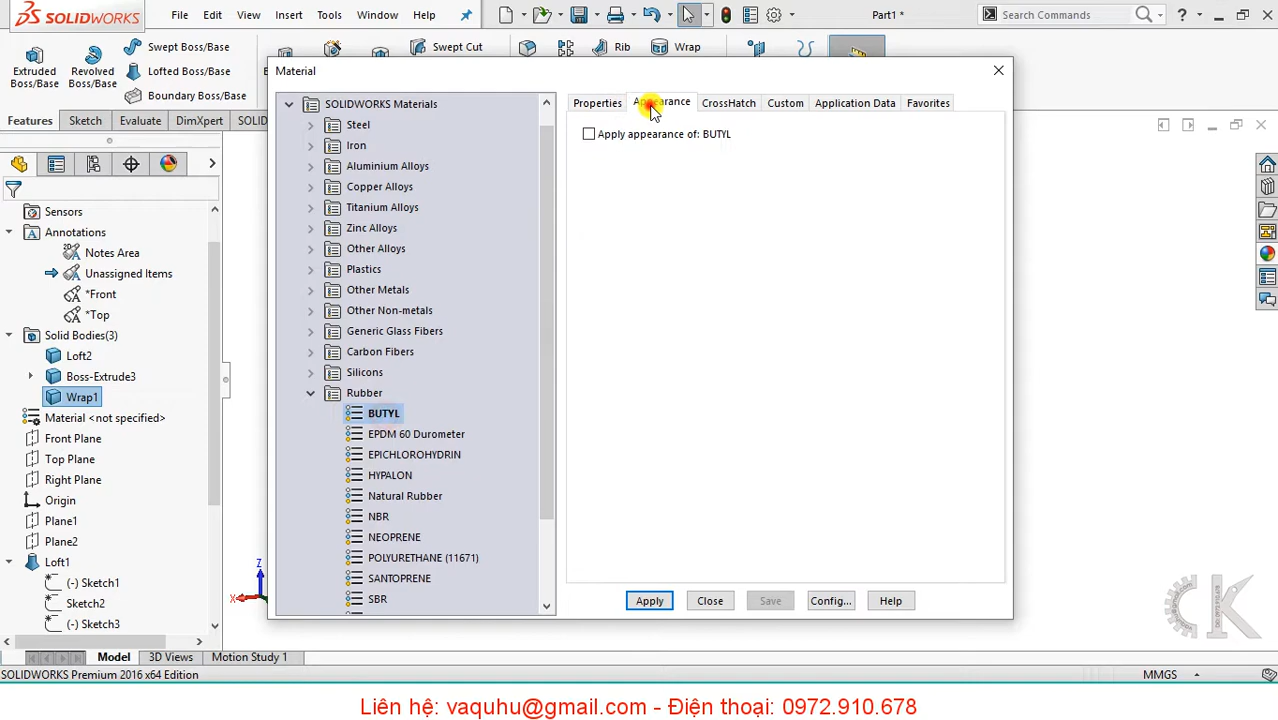 SOLIDWORKS File Edit View Insert Tools Window Help Part1 * Search Commands
Extruded Boss/Base
Revolved Boss/Base
Swept Boss/Base
Lofted Boss/Base
Boundary Boss/Base
Swept Cut
Rib
Wrap
Features Sketch Evaluate DimXpert SOLID
Sensors
Annotations
Notes Area
Unassigned Items
*Front
*Top
Solid Bodies(3)
Loft2
Boss-Extrude3
Wrap1
Material <not specified>
Front Plane
Top Plane
Right Plane
Origin
Plane1
Plane2
Loft1
(-) Sketch1
Sketch2
(-) Sketch3
Material
SOLIDWORKS Materials
Steel
Iron
Aluminium Alloys
Copper Alloys
Titanium Alloys
Zinc Alloys
Other Alloys
Plastics
Other Metals
Other Non-metals
Generic Glass Fibers
Carbon Fibers
Silicons
Rubber
BUTYL
EPDM 60 Durometer
EPICHLOROHYDRIN
HYPALON
Natural Rubber
NBR
NEOPRENE
POLYURETHANE (11671)
SANTOPRENE
SBR
Properties Appearance CrossHatch Custom Application Data Favorites
Apply appearance of: BUTYL
Apply Close Save Config... Help
Z
X
Model 3D Views Motion Study 1
SOLIDWORKS Premium 2016 x64 Edition MMGS
Liên hệ: vaquhu@gmail.com - Điện thoại: 0972.910.678